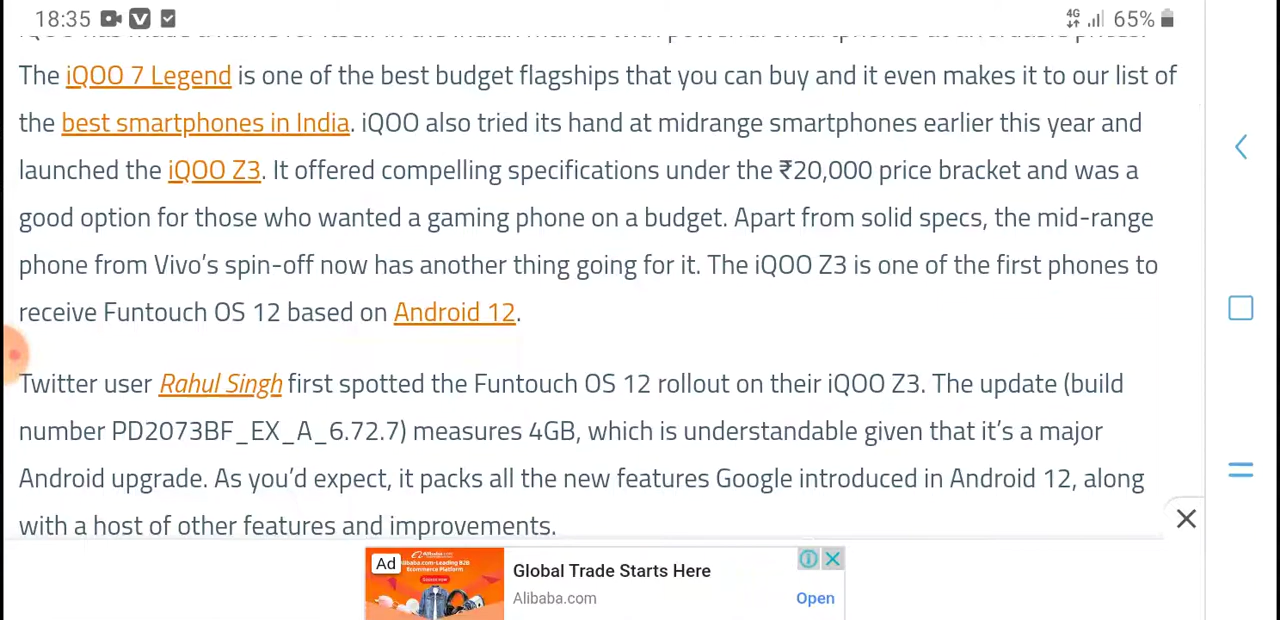 18:35
4G
65%
The iQOO 7 Legend is one of the best budget flagships that you can buy and it even makes it to our list of
the best smartphones in India. iQOO also tried its hand at midrange smartphones earlier this year and
launched the iQOO Z3. It offered compelling specifications under the ₹20,000 price bracket and was a
good option for those who wanted a gaming phone on a budget. Apart from solid specs, the mid-range
phone from Vivo’s spin-off now has another thing going for it. The iQOO Z3 is one of the first phones to
receive Funtouch OS 12 based on Android 12.
Twitter user Rahul Singh first spotted the Funtouch OS 12 rollout on their iQOO Z3. The update (build
number PD2073BF_EX_A_6.72.7) measures 4GB, which is understandable given that it’s a major
Android upgrade. As you’d expect, it packs all the new features Google introduced in Android 12, along
with a host of other features and improvements.
Ad
Global Trade Starts Here
Alibaba.com
Open